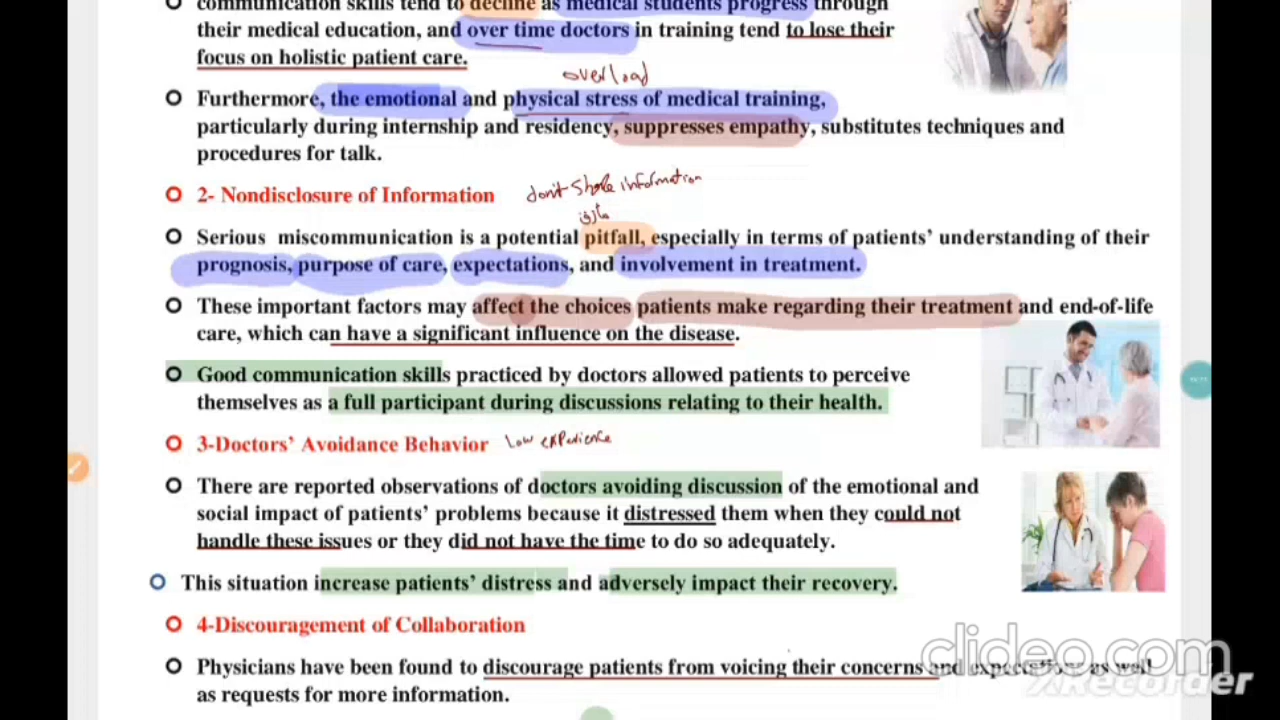 communication skills tend to decline as medical students progress through
their medical education, and over time doctors in training tend to lose their
focus on holistic patient care.
overload
Furthermore, the emotional and physical stress of medical training,
particularly during internship and residency, suppresses empathy, substitutes techniques and
procedures for talk.
2- Nondisclosure of Information don't share information
مأزق
Serious miscommunication is a potential pitfall, especially in terms of patients' understanding of their
prognosis, purpose of care, expectations, and involvement in treatment.
These important factors may affect the choices patients make regarding their treatment and end-of-life
care, which can have a significant influence on the disease.
Good communication skills practiced by doctors allowed patients to perceive
themselves as a full participant during discussions relating to their health.
3-Doctors' Avoidance Behavior Low experience
There are reported observations of doctors avoiding discussion of the emotional and
social impact of patients' problems because it distressed them when they could not
handle these issues or they did not have the time to do so adequately.
This situation increase patients' distress and adversely impact their recovery.
4-Discouragement of Collaboration
Physicians have been found to discourage patients from voicing their concerns and expectations as well
as requests for more information.
clideo.com
XRecorder